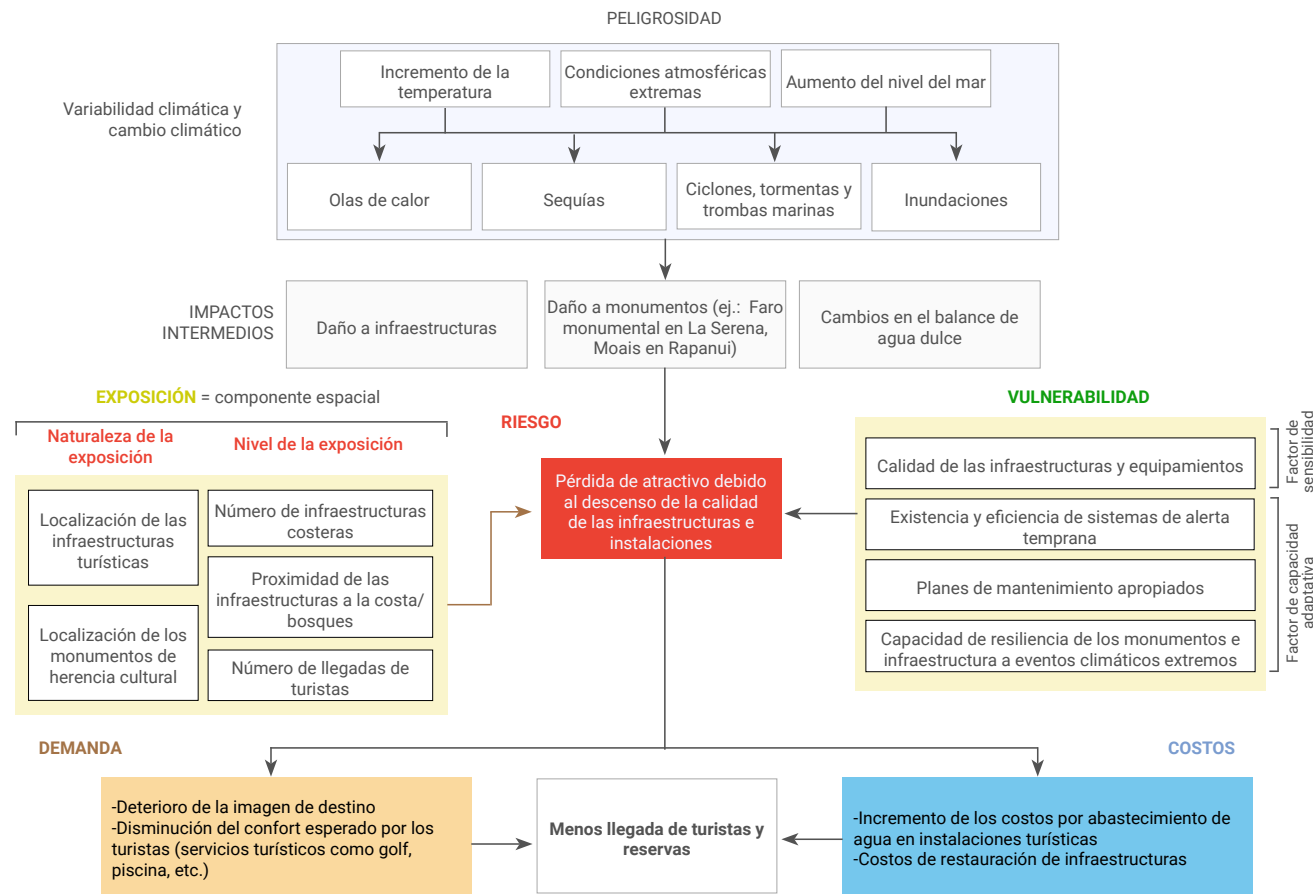 PELIGROSIDAD
Variabilidad climática y
cambio climático
Incremento de la
temperatura
Condiciones atmosféricas
extremas
Aumento del nivel del mar
Olas de calor
Sequías
Ciclones, tormentas y
trombas marinas
Inundaciones
IMPACTOS
INTERMEDIOS
Daño a infraestructuras
Daño a monumentos (ej.: Faro
monumental en La Serena,
Moais en Rapanui)
Cambios en el balance de
agua dulce
EXPOSICIÓN = componente espacial
Naturaleza de la
exposición
Nivel de la exposición
Localización de las
infraestructuras
turísticas
Localización de los
monumentos de
herencia cultural
Número de infraestructuras
costeras
Proximidad de las
infraestructuras a la costa/
bosques
Número de llegadas de
turistas
RIESGO
Pérdida de atractivo debido
al descenso de la calidad
de las infraestructuras e
instalaciones
VULNERABILIDAD
Calidad de las infraestructuras y equipamientos
Existencia y eficiencia de sistemas de alerta
temprana
Planes de mantenimiento apropiados
Capacidad de resiliencia de los monumentos e
infraestructura a eventos climáticos extremos
Factor de
sensibilidad
Factor de capacidad
adaptativa
DEMANDA
-Deterioro de la imagen de destino
-Disminución del confort esperado por los
turistas (servicios turísticos como golf,
piscina, etc.)
Menos llegada de turistas y
reservas
COSTOS
-Incremento de los costos por abastecimiento de
agua en instalaciones turísticas
-Costos de restauración de infraestructuras